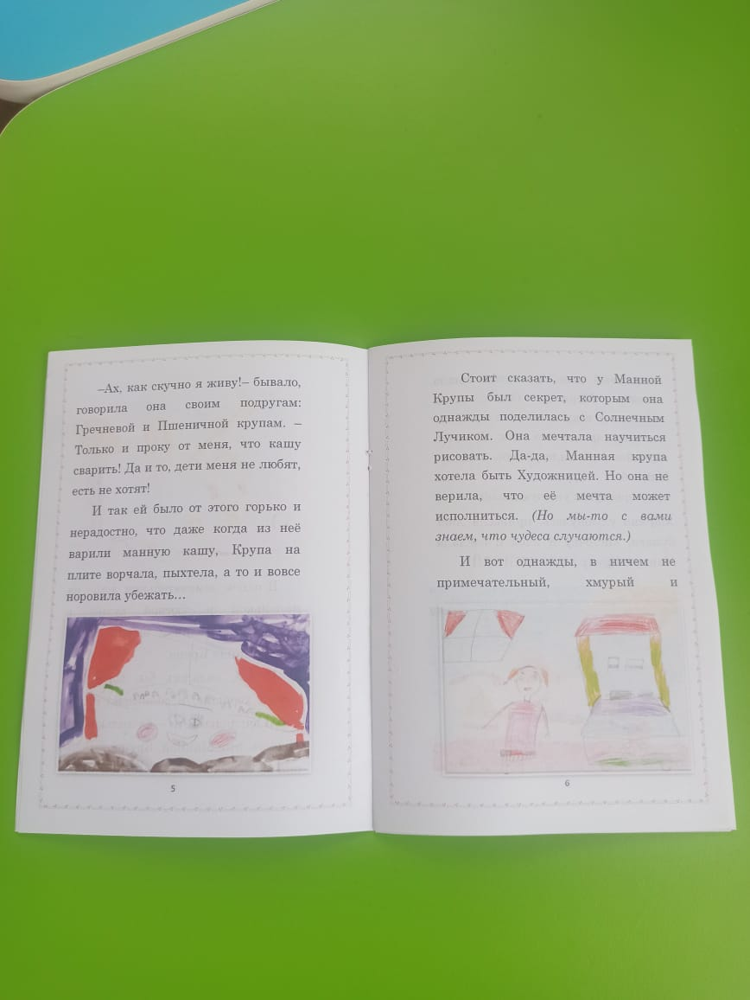 –Ах, как скучно я живу!– бывало,
говорила она своим подругам:
Гречневой и Пшеничной крупам. –
Только и проку от меня, что кашу
сварить! Да и то, дети меня не любят,
есть не хотят!
И так ей было от этого горько и
нерадостно, что даже когда из неё
варили манную кашу, Крупа на
плите ворчала, пыхтела, а то и вовсе
норовила убежать…
5
Стоит сказать, что у Манной
Крупы был секрет, которым она
однажды поделилась с Солнечным
Лучиком. Она мечтала научиться
рисовать. Да-да, Манная крупа
хотела быть Художницей. Но она не
верила, что её мечта может
исполниться. (Но мы-то с вами
знаем, что чудеса случаются.)
И вот однажды, в ничем не
примечательный, хмурый и
6